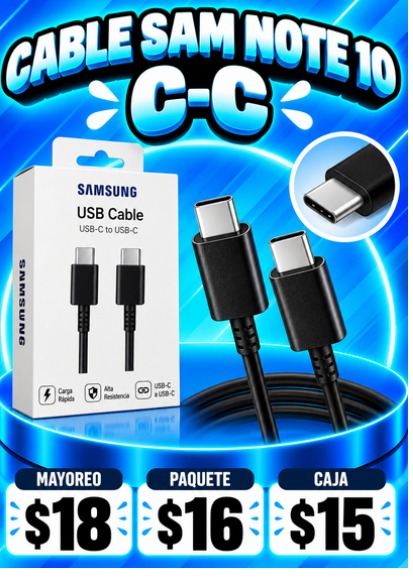 CABLE SAM NOTE 10
C-C
SAMSUNG
USB Cable
USB-C to USB-C
SAMSUNG
Carga
Rápida
Alta
Resistencia
USB-C
a USB-C
MAYOREO
$18
PAQUETE
$16
CAJA
$15